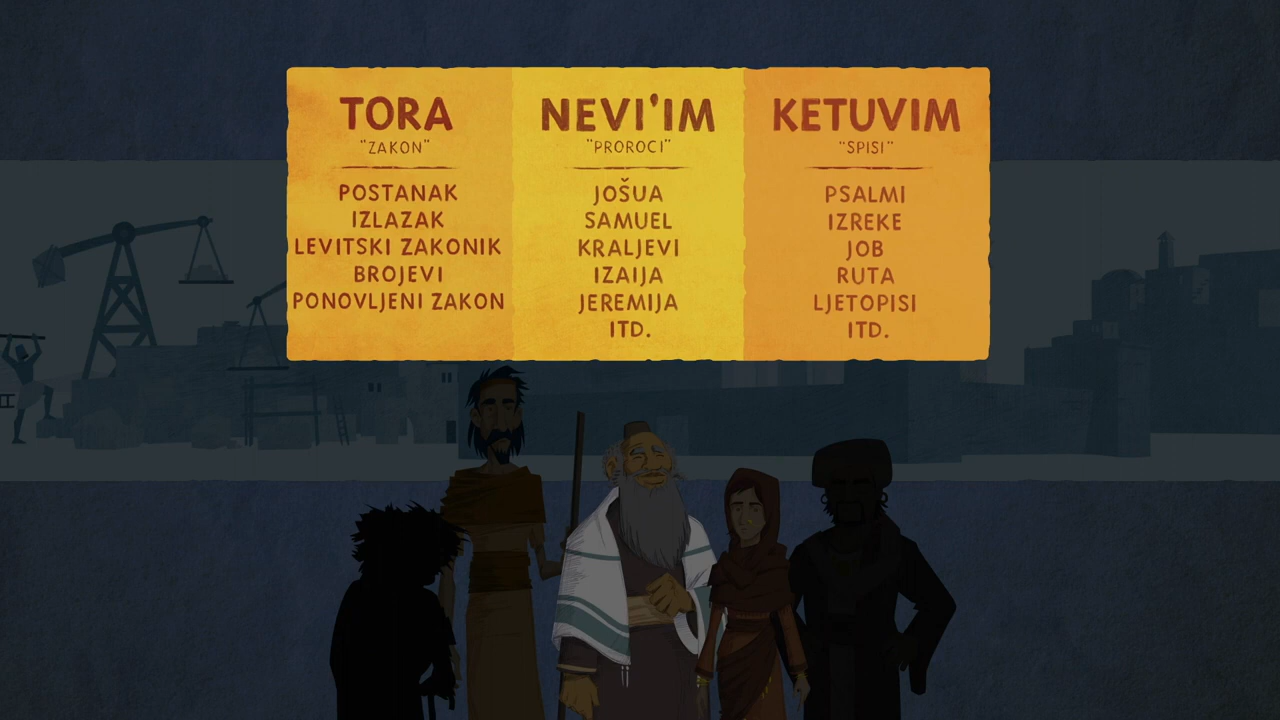 TORA
"ZAKON"
POSTANAK
IZLAZAK
LEVITSKI ZAKONIK
BROJEVI
PONOVLJENI ZAKON
NEVI'IM
"PROROCI"
JOŠUA
SAMUEL
KRALJEVI
IZAIJA
JEREMIJA
ITD.
KETUVIM
"SPISI"
PSALMI
IZREKE
JOB
RUTA
LJETOPISI
ITD.